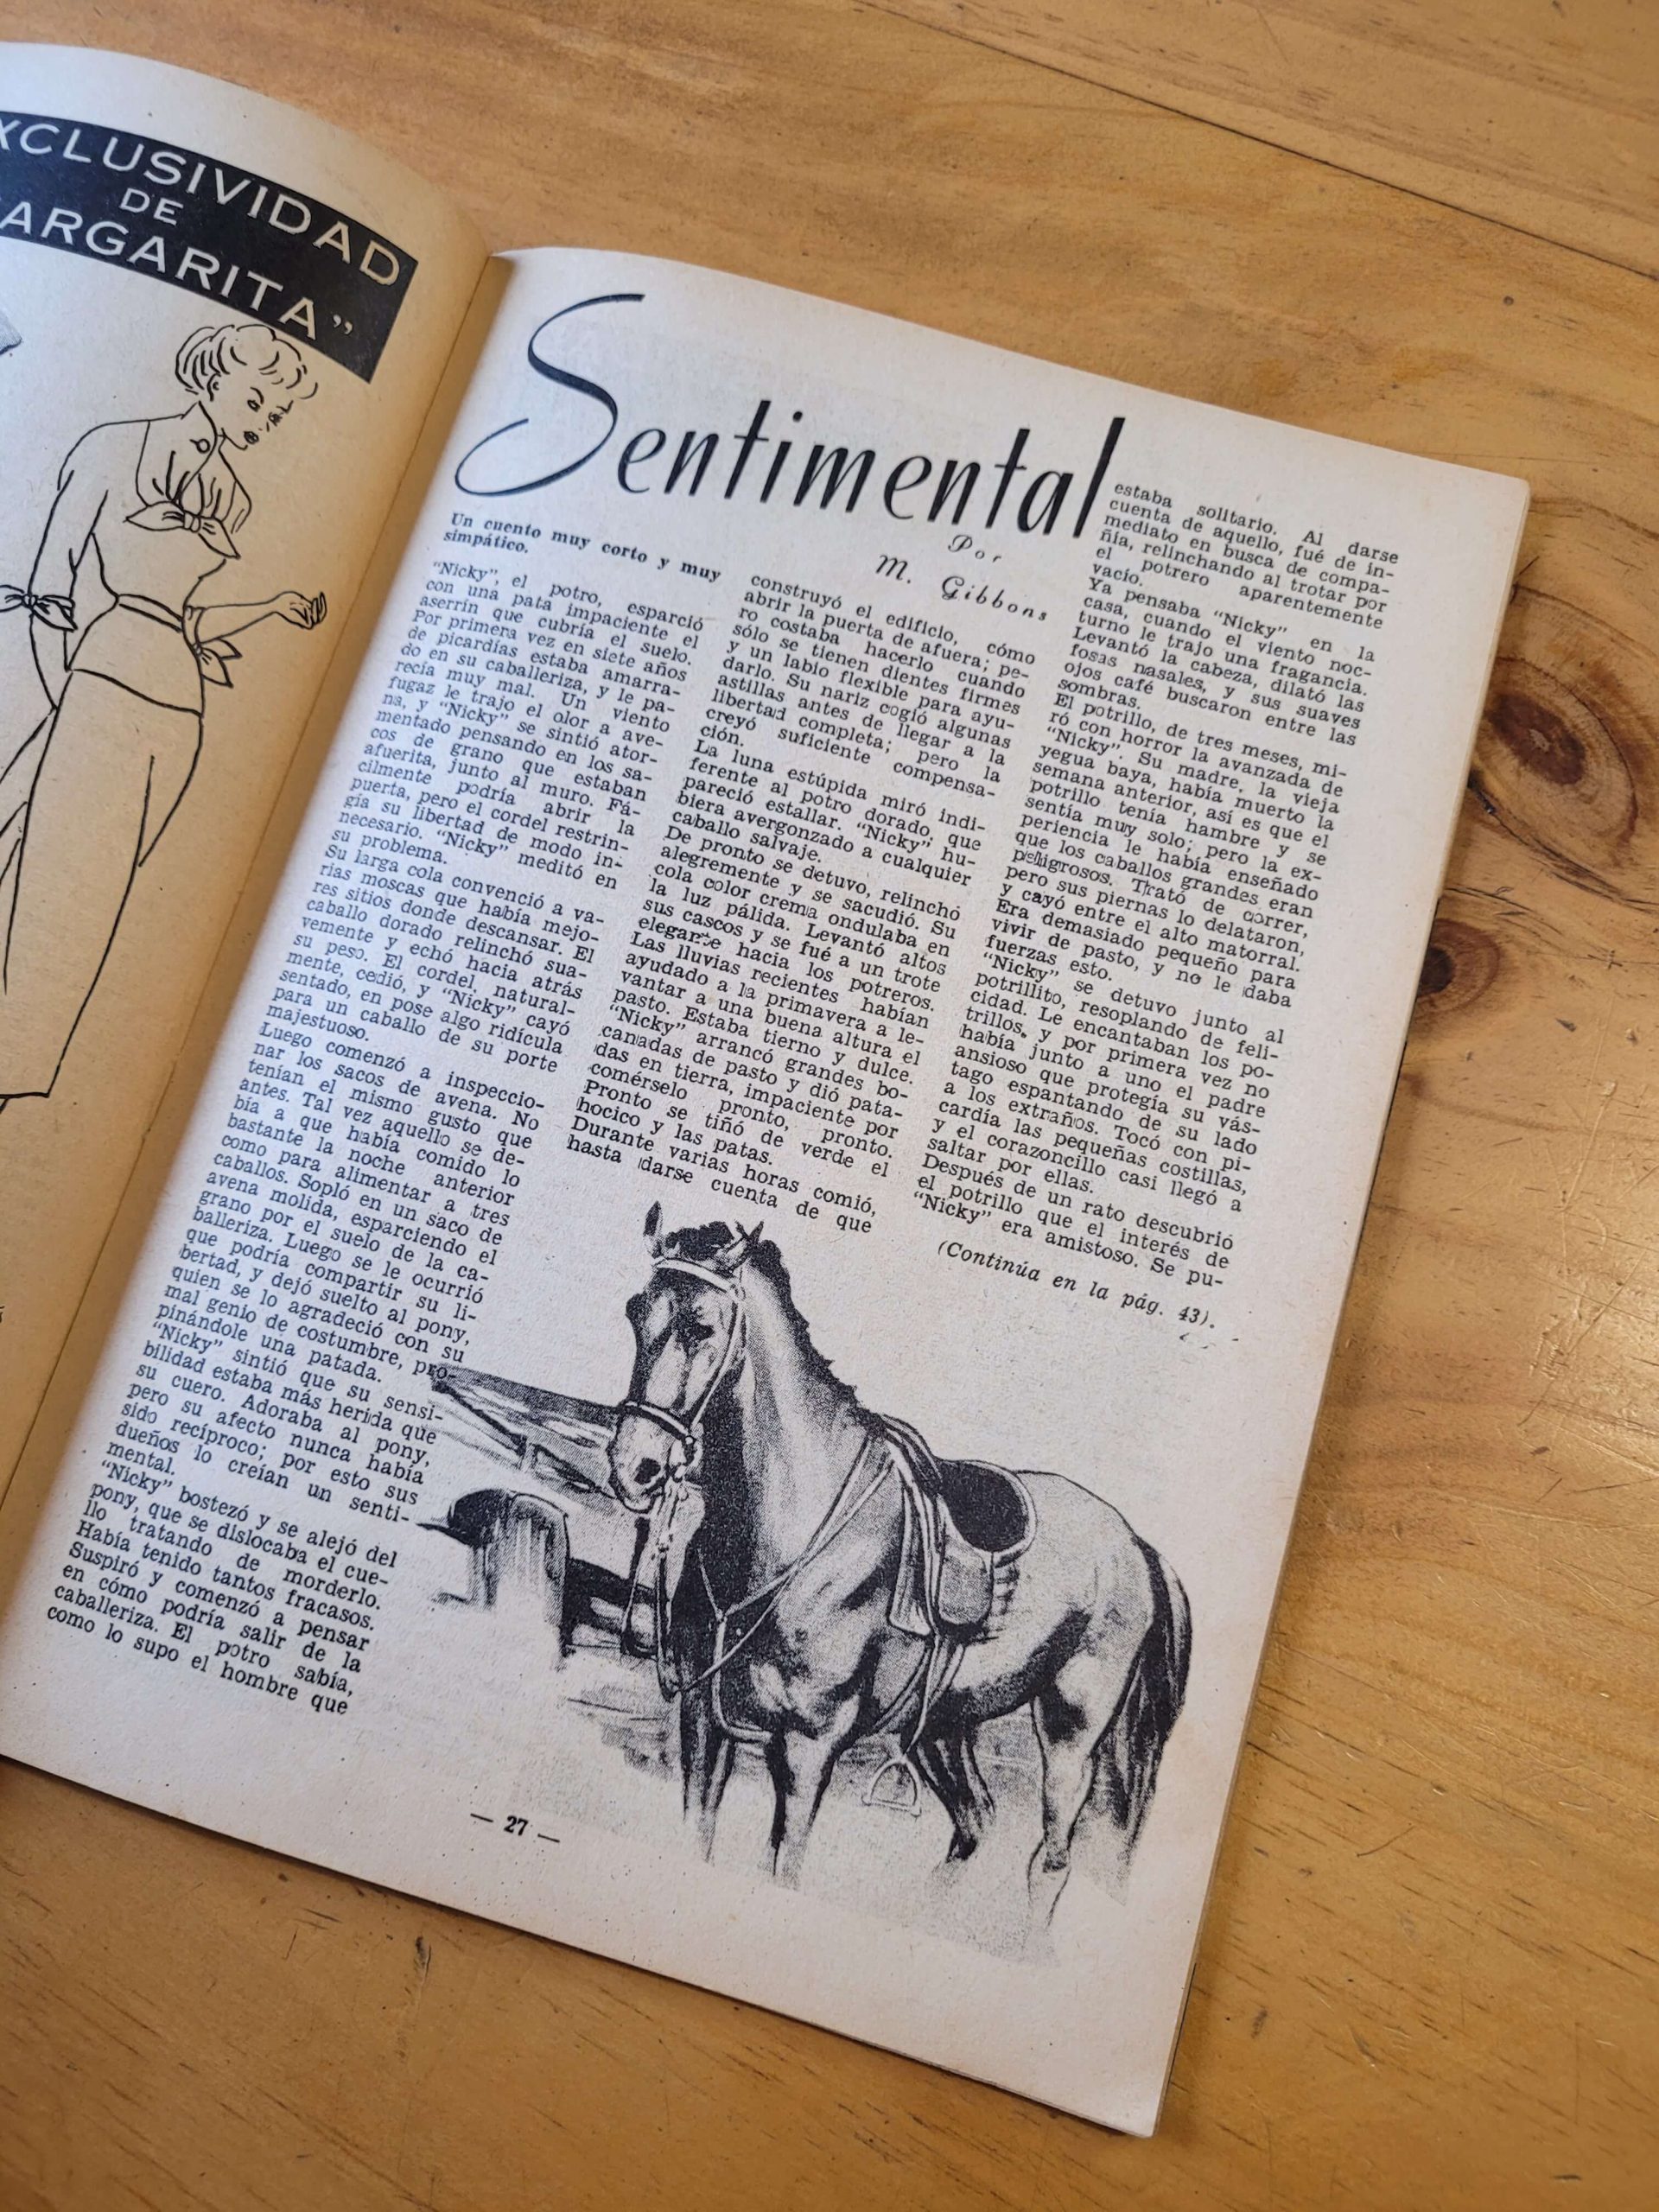 XCLUSIVIDAD
DE
ARGARITA”
Sentimental
Por
M. Gibbons
Un cuento muy corto y muy
simpático.
“Nicky”, el potro, esparció
con una pata impaciente el
aserrín que cubría el suelo.
Por primera vez en siete años
de picardías estaba amarra-
do en su caballeriza, y le pa-
recía muy mal. Un viento
fugaz le trajo el olor a ave-
na, y “Nicky” se sintió ator-
mentado pensando en los sa-
cos de grano que estaban
afuerita, junto al muro. Fá-
cilmente podría abrir la
puerta, pero el cordel restrin-
gía su libertad de modo in-
necesario. “Nicky” meditó en
su problema.
Su larga cola convenció a va-
rias moscas que había mejo-
res sitios donde descansar. El
caballo dorado relinchó sua-
vemente y echó hacia atrás
su peso. El cordel, natural-
mente, cedió, y “Nicky” cayó
sentado, en pose algo ridícula
para un caballo de su porte
majestuoso.
Luego comenzó a inspeccio-
nar los sacos de avena. No
tenían el mismo gusto que
antes. Tal vez aquello se de-
bía a que había comido lo
bastante la noche anterior
como para alimentar a tres
caballos. Sopló en un saco de
avena molida, esparciendo el
grano por el suelo de la ca-
balleriza. Luego se le ocurrió
que podría compartir su li-
bertad, y dejó suelto al pony,
quien se lo agradeció con su
mal genio de costumbre, pro-
pinándole una patada.
“Nicky” sintió que su sensi-
bilidad estaba más herida que
su cuero. Adoraba al pony,
pero su afecto nunca había
sido recíproco; por esto sus
dueños lo creían un senti-
mental.
“Nicky” bostezó y se alejó del
pony, que se dislocaba el cue-
llo tratando de morderlo.
Había tenido tantos fracasos.
Suspiró y comenzó a pensar
en cómo podría salir de la
caballeriza. El potro sabía,
como lo supo el hombre que
construyó el edificio, cómo
abrir la puerta de afuera; pe-
ro costaba hacerlo cuando
sólo se tienen dientes firmes
y un labio flexible para ayu-
darlo. Su nariz cogió algunas
astillas antes de llegar a la
libertad completa; pero la
creyó suficiente compensa-
ción.
La luna estúpida miró indi-
ferente al potro dorado, que
pareció estallar. “Nicky” hu-
biera avergonzado a cualquier
caballo salvaje.
De pronto se detuvo, relinchó
alegremente y se sacudió. Su
cola color crema ondulaba en
la luz pálida. Levantó altos
sus cascos y se fué a un trote
elegante hacia los potreros.
Las lluvias recientes habían
ayudado a la primavera a le-
vantar a una buena altura el
pasto. Estaba tierno y dulce.
“Nicky” arrancó grandes bo-
canadas de pasto y dió pata-
das en tierra, impaciente por
comérselo pronto, pronto.
Pronto se tiñó de verde el
hocico y las patas.
Durante varias horas comió,
hasta darse cuenta de que
estaba solitario. Al darse
cuenta de aquello, fué de in-
mediato en busca de compa-
ñía, relinchando al trotar por
el potrero aparentemente
vacío.
Ya pensaba “Nicky” en la
casa, cuando el viento noc-
turno le trajo una fragancia.
Levantó la cabeza, dilató las
fosas nasales, y sus suaves
ojos café buscaron entre las
sombras.
El potrillo, de tres meses, mi-
ró con horror la avanzada de
“Nicky”. Su madre, la vieja
yegua baya, había muerto la
semana anterior, así es que el
potrillo tenía hambre y se
sentía muy solo; pero la ex-
periencia le había enseñado
que los caballos grandes eran
peligrosos. Trató de correr,
pero sus piernas lo delataron,
y cayó entre el alto matorral.
Era demasiado pequeño para
vivir de pasto, y no le daba
fuerzas esto.
“Nicky” se detuvo junto al
potrillito, resoplando de feli-
cidad. Le encantaban los po-
trillos, y por primera vez no
había junto a uno el padre
ansioso que protegía su vás-
tago espantando de su lado
a los extraños. Tocó con pi-
cardía las pequeñas costillas,
y el corazoncillo casi llegó a
saltar por ellas.
Después de un rato descubrió
el potrillo que el interés de
“Nicky” era amistoso. Se pu-
(Continúa en la pág. 43).
— 27 —